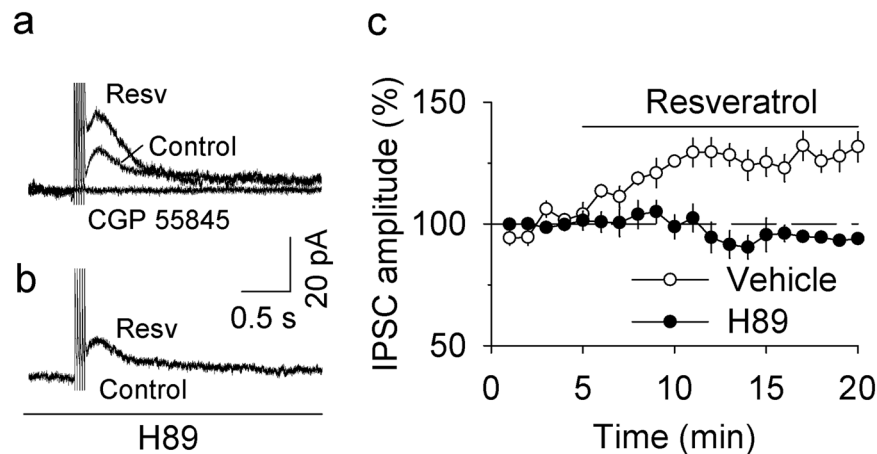 a
Resv
Control
CGP 55845
20 pA
0.5 s
b
Resv
Control
H89
c
IPSC amplitude (%)
150
100
50
Resveratrol
Vehicle
H89
0 5 10 15 20
Time (min)